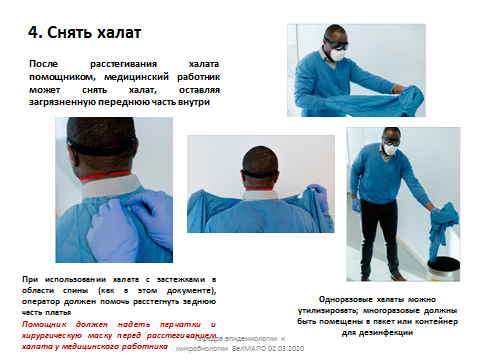 4. Снять халат
После расстегивания халата
помощником, медицинский работник
может снять халат, оставляя
загрязненную переднюю часть внутри
При использовании халата с застежками в
области спины (как в этом документе),
оператор должен помочь расстегнуть заднюю
часть платья
Помощник должен надеть перчатки и
хирургическую маску перед расстегиванием
халата у медицинского работника
Одноразовые халаты можно
утилизировать; многоразовые должны
быть помещены в пакет или контейнер
для дезинфекции
Кафедра эпидемиологии и
микробиологии БелМАПО 02.03.2020